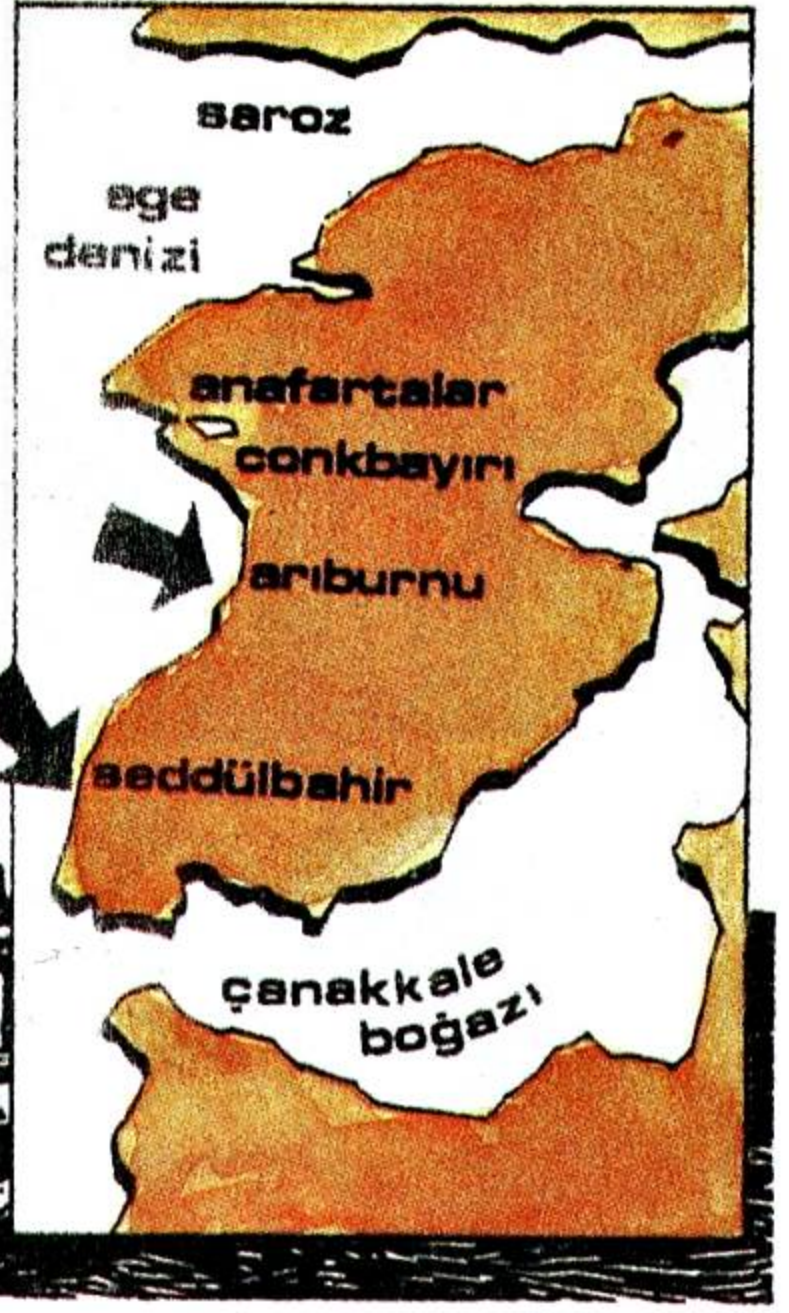 saroz
ege
denizi
anafartalar
conkbayırı
arıburnu
seddülbahir
çanakkale
boğazı